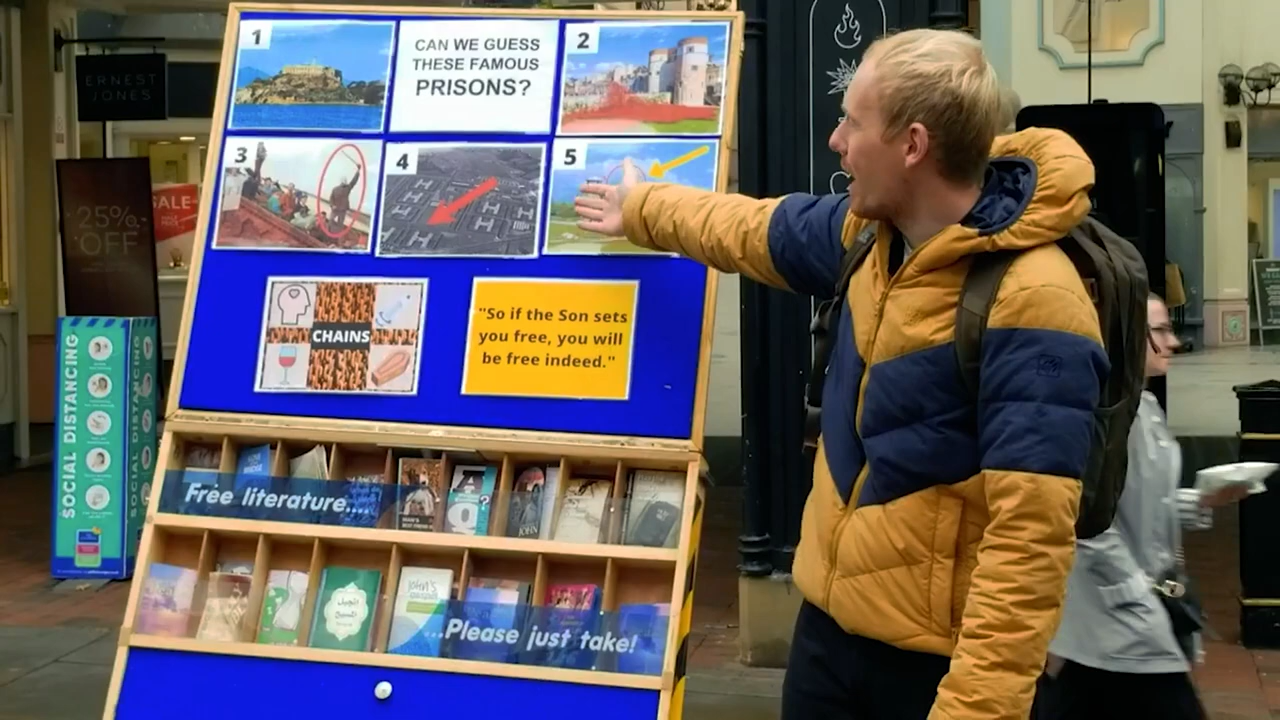 1
CAN WE GUESS
THESE FAMOUS
PRISONS?
2
3
4
5
CHAINS
"So if the Son sets
you free, you will
be free indeed."
Free literature....
...Please just take!
ERNEST
JONES
25%
OFF
SALE
SOCIAL DISTANCING
SOCIAL DISTANCING
JOHN